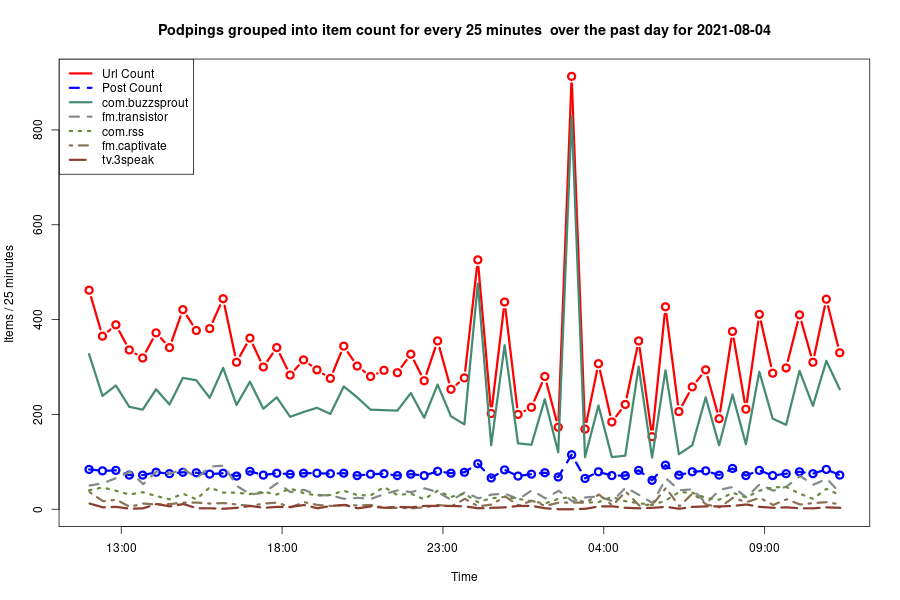 Podpings grouped into item count for every 25 minutes  over the past day for 2021-08-04
Url Count
Post Count
com.buzzsprout
fm.transistor
com.rss
fm.captivate
tv.3speak
Items / 25 minutes
800
600
400
200
0
13:00 18:00 23:00 04:00 09:00
Time